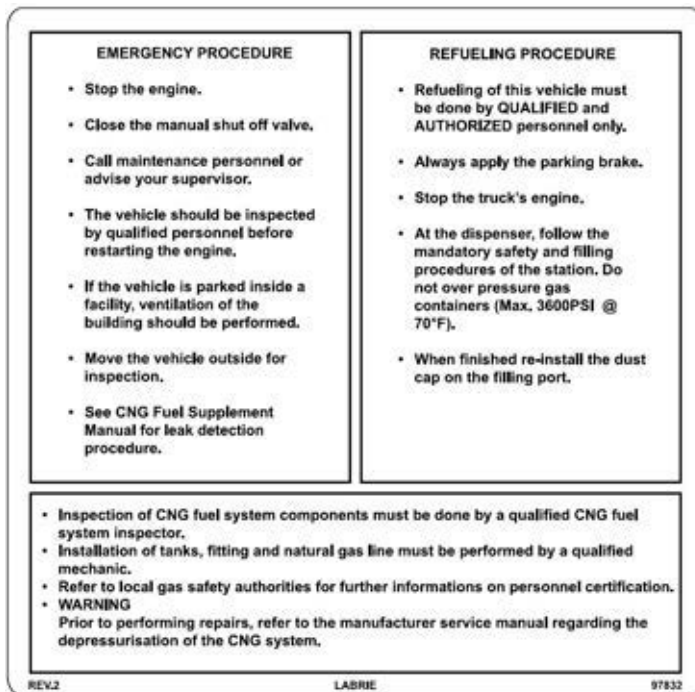 EMERGENCY PROCEDURE
• Stop the engine.
• Close the manual shut off valve.
• Call maintenance personnel or
advise your supervisor.
• The vehicle should be inspected
by qualified personnel before
restarting the engine.
• If the vehicle is parked inside a
facility, ventilation of the
building should be performed.
• Move the vehicle outside for
inspection.
• See CNG Fuel Supplement
Manual for leak detection
procedure.
REFUELING PROCEDURE
• Refueling of this vehicle must
be done by QUALIFIED and
AUTHORIZED personnel only.
• Always apply the parking brake.
• Stop the truck's engine.
• At the dispenser, follow the
mandatory safety and filling
procedures of the station. Do
not over pressure gas
containers (Max. 3600PSI @
70°F).
• When finished re-install the dust
cap on the filling port.
• Inspection of CNG fuel system components must be done by a qualified CNG fuel
system inspector.
• Installation of tanks, fitting and natural gas line must be performed by a qualified
mechanic.
• Refer to local gas safety authorities for further informations on personnel certification.
• WARNING
Prior to performing repairs, refer to the manufacturer service manual regarding the
depressurisation of the CNG system.
REV.2 LABRIE 97832